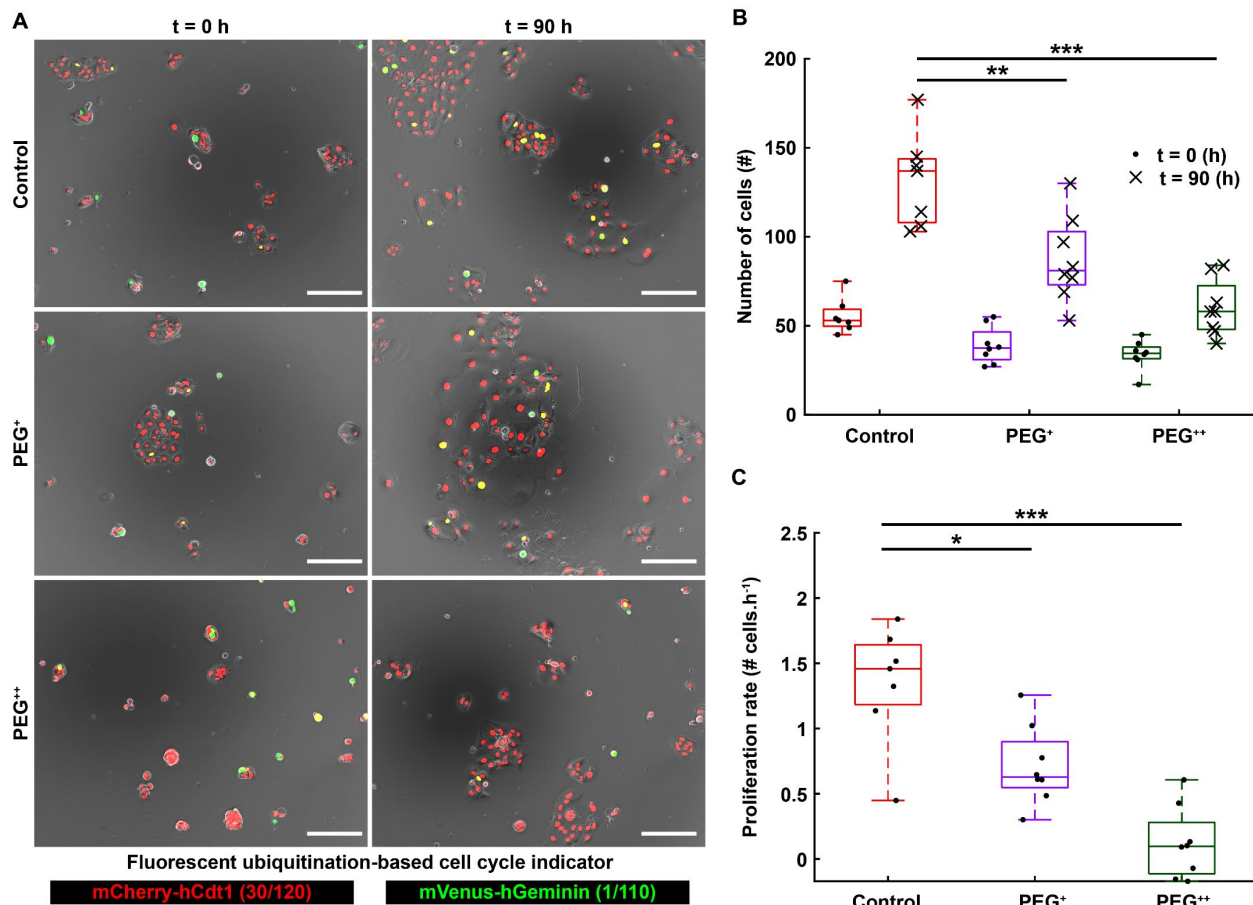 A
t = 0 h
t = 90 h
Control
PEG⁺
PEG⁺⁺
Fluorescent ubiquitination-based cell cycle indicator
mCherry-hCdt1 (30/120)
mVenus-hGeminin (1/110)
B
Number of cells (#)
200
150
100
50
0
***
**
t = 0 (h)
t = 90 (h)
Control
PEG⁺
PEG⁺⁺
C
Proliferation rate (# cells.h⁻¹)
2.5
2
1.5
1
0.5
0
***
*
Control
PEG⁺
PEG⁺⁺